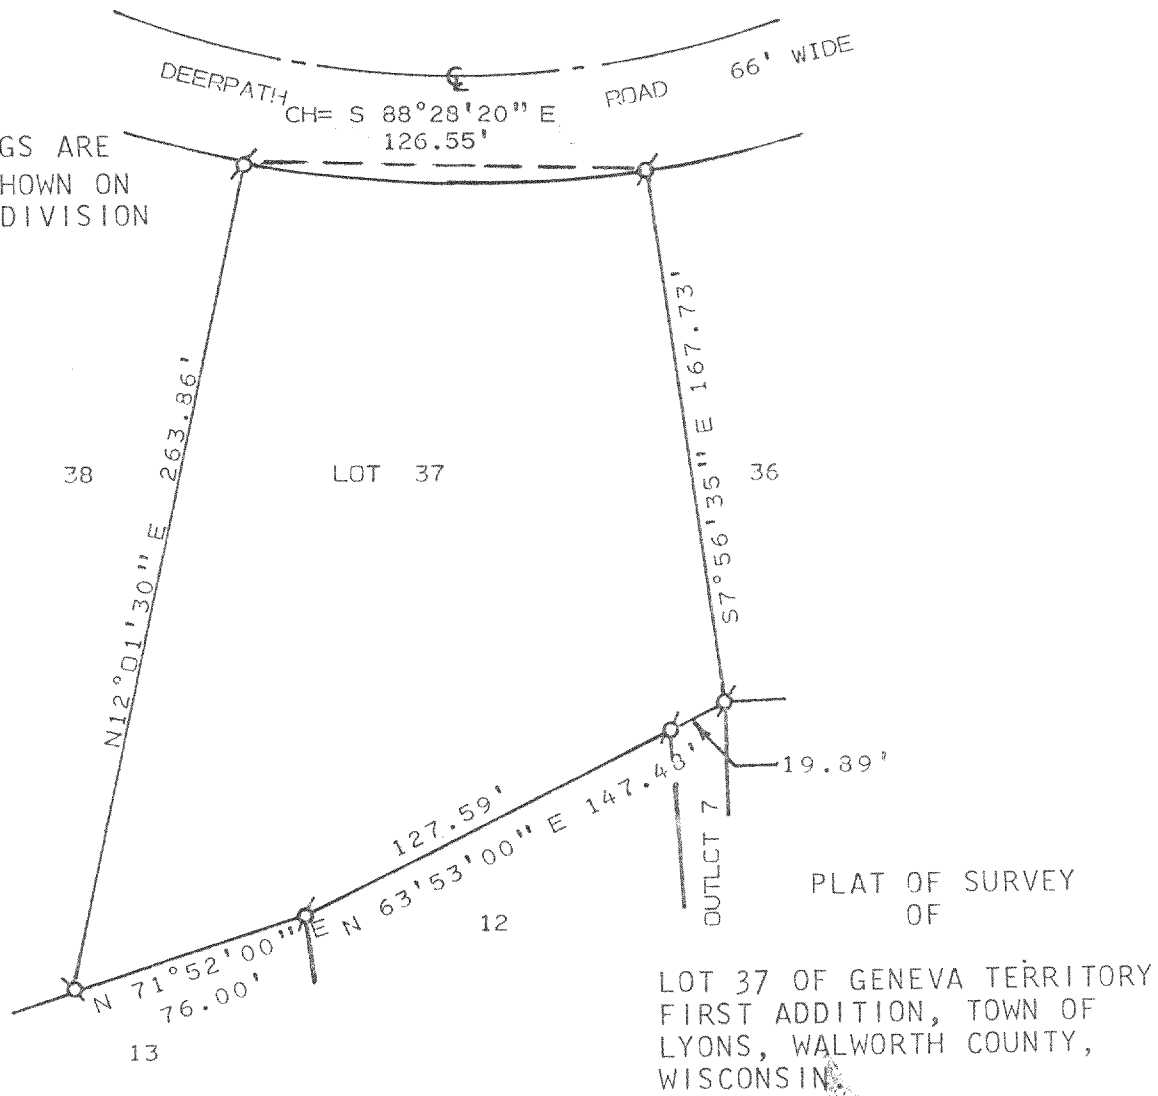 DEERPATH ROAD 66' WIDE
℄
CH= S 88°28'20" E
126.55'
GS ARE
HOWN ON
DIVISION
N12°01'30" E 263.86'
38
LOT 37
S7°56'35" E 167.73'
36
19.89'
127.59'
N 63'53'00" E 147.48'
N 71°52'00" E
76.00'
12
13
OUTLOT 7
PLAT OF SURVEY
OF
LOT 37 OF GENEVA TERRITORY
FIRST ADDITION, TOWN OF
LYONS, WALWORTH COUNTY,
WISCONSIN